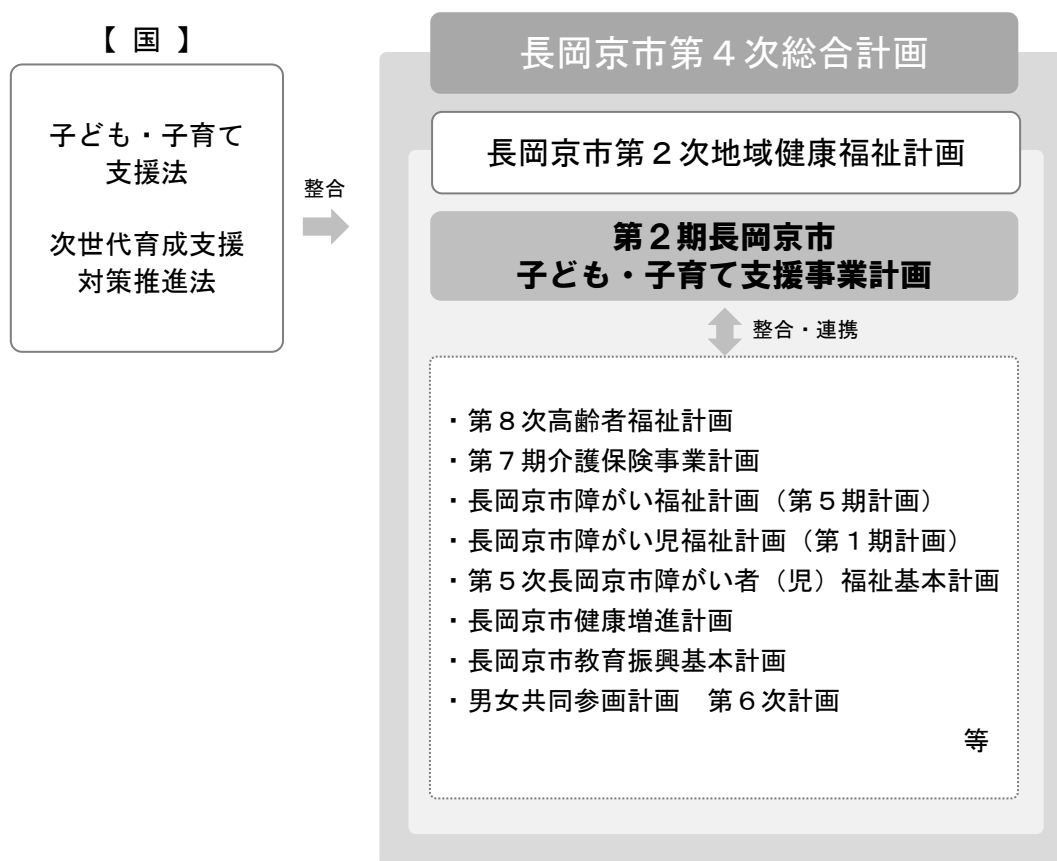 【 国 】
子ども・子育て
支援法
次世代育成支援
対策推進法
整合
長岡京市第４次総合計画
長岡京市第２次地域健康福祉計画
第２期長岡京市
子ども・子育て支援事業計画
整合・連携
・第８次高齢者福祉計画
・第７期介護保険事業計画
・長岡京市障がい福祉計画（第５期計画）
・長岡京市障がい児福祉計画（第１期計画）
・第５次長岡京市障がい者（児）福祉基本計画
・長岡京市健康増進計画
・長岡京市教育振興基本計画
・男女共同参画計画　第６次計画
等